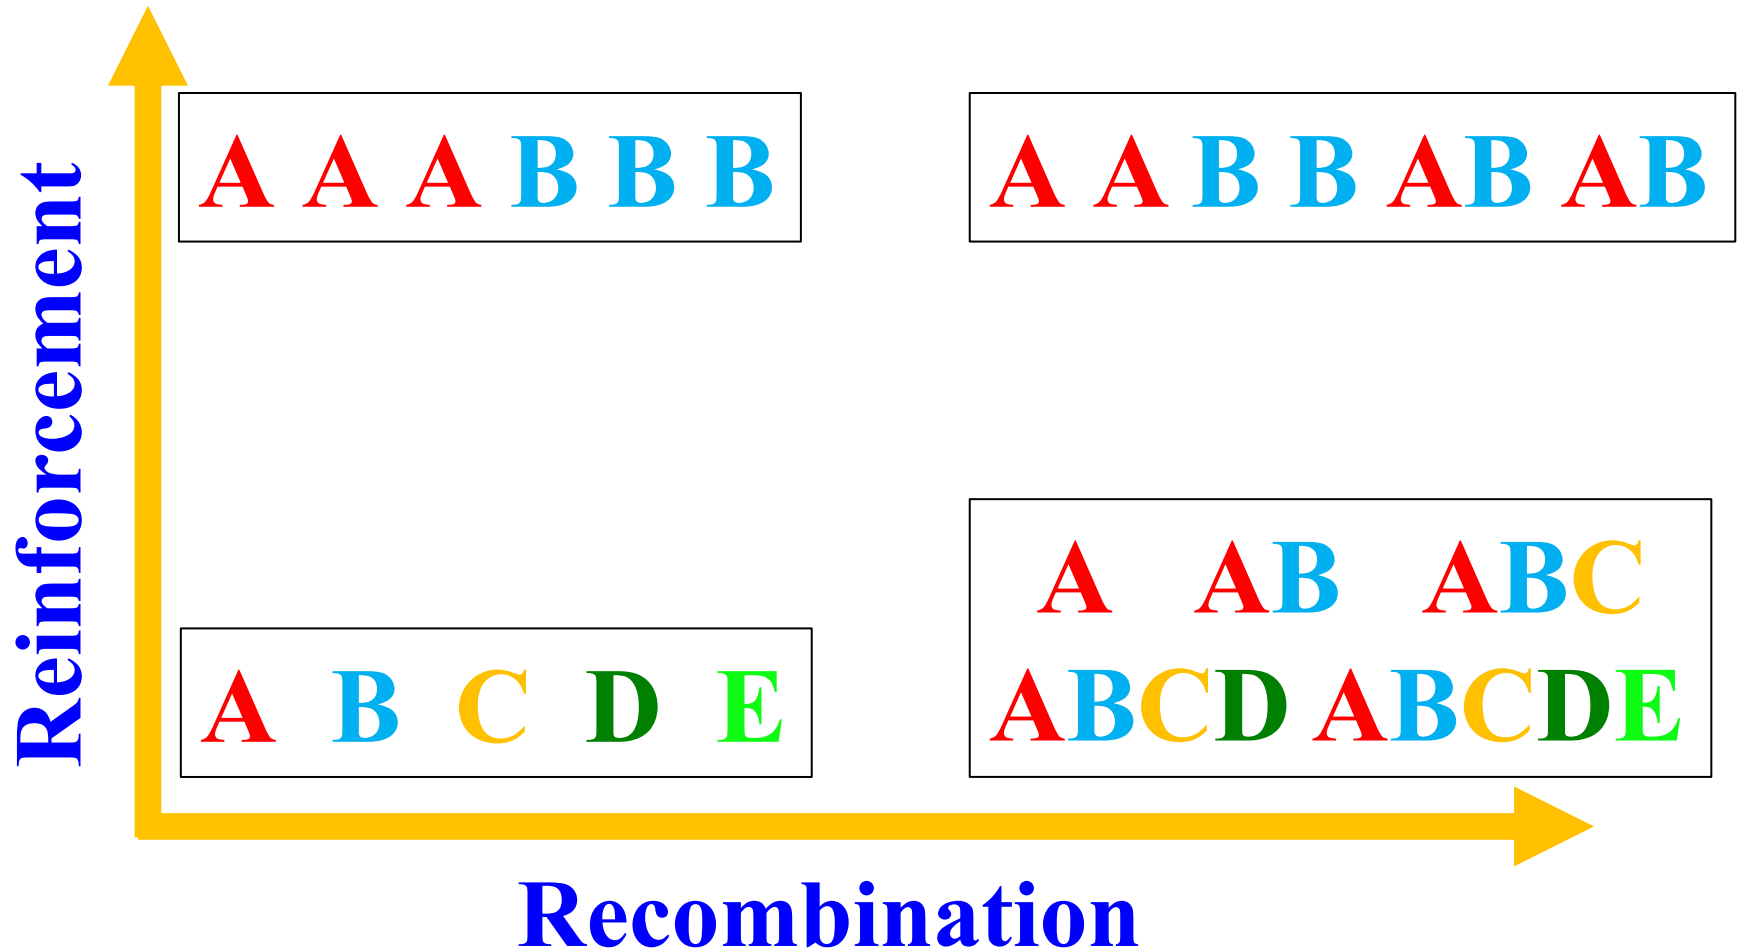 Reinforcement
A A A B B B
A A B B AB AB
A B C D E
A AB ABC
ABCD ABCDE
Recombination